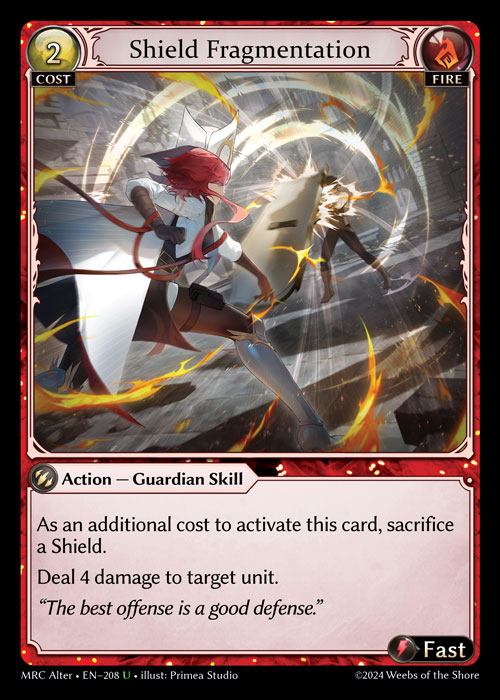 2
Shield Fragmentation
COST
FIRE
Action — Guardian Skill
As an additional cost to activate this card, sacrifice
a Shield.
Deal 4 damage to target unit.
“The best offense is a good defense.”
Fast
MRC Alter • EN–208 U • illust: Primea Studio
©2024 Weebs of the Shore